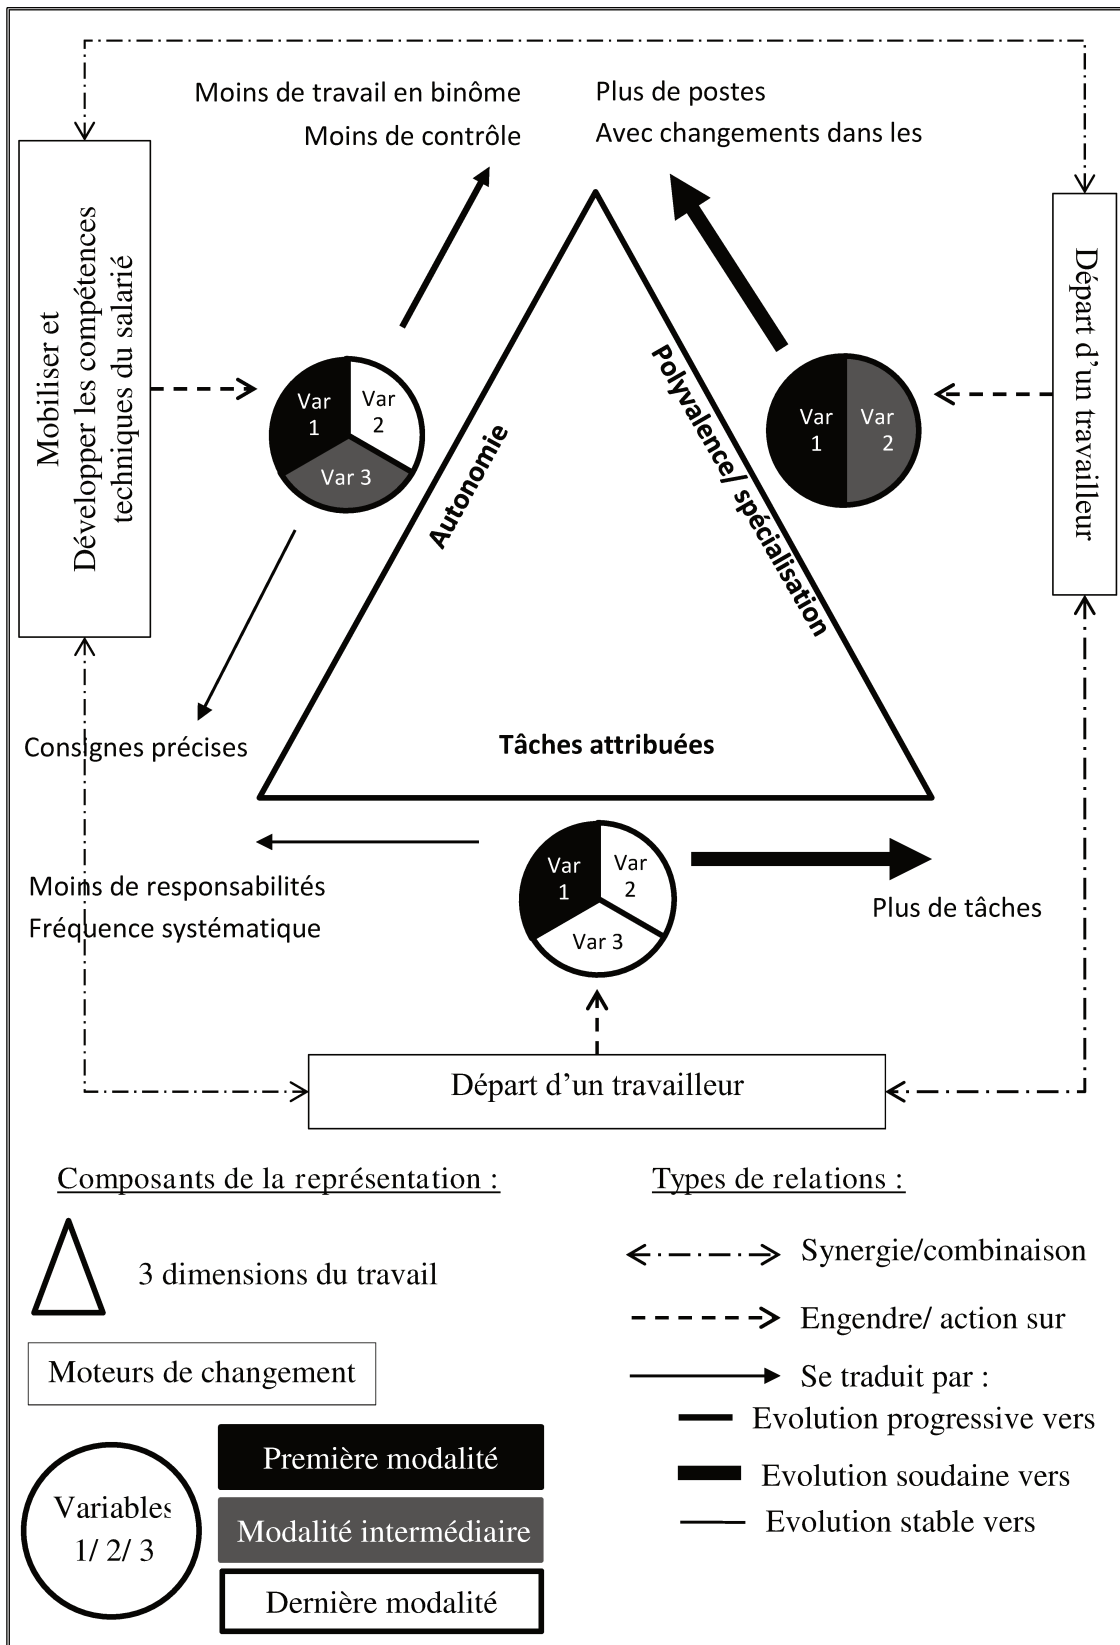 Moins de travail en binôme
Moins de contrôle
Plus de postes
Avec changements dans les
Mobiliser et
Développer les compétences
techniques du salarié
Départ d’un travailleur
Var
1
Var
2
Var 3
Autonomie
Polyvalence/ spécialisation
Var
1
Var
2
Consignes précises
Tâches attribuées
Moins de responsabilités
Fréquence systématique
Var
1
Var
2
Var 3
Plus de tâches
Départ d’un travailleur
Composants de la représentation :
3 dimensions du travail
Moteurs de changement
Variables
1/ 2/ 3
Première modalité
Modalité intermédiaire
Dernière modalité
Types de relations :
Synergie/combinaison
Engendre/ action sur
Se traduit par :
Evolution progressive vers
Evolution soudaine vers
Evolution stable vers